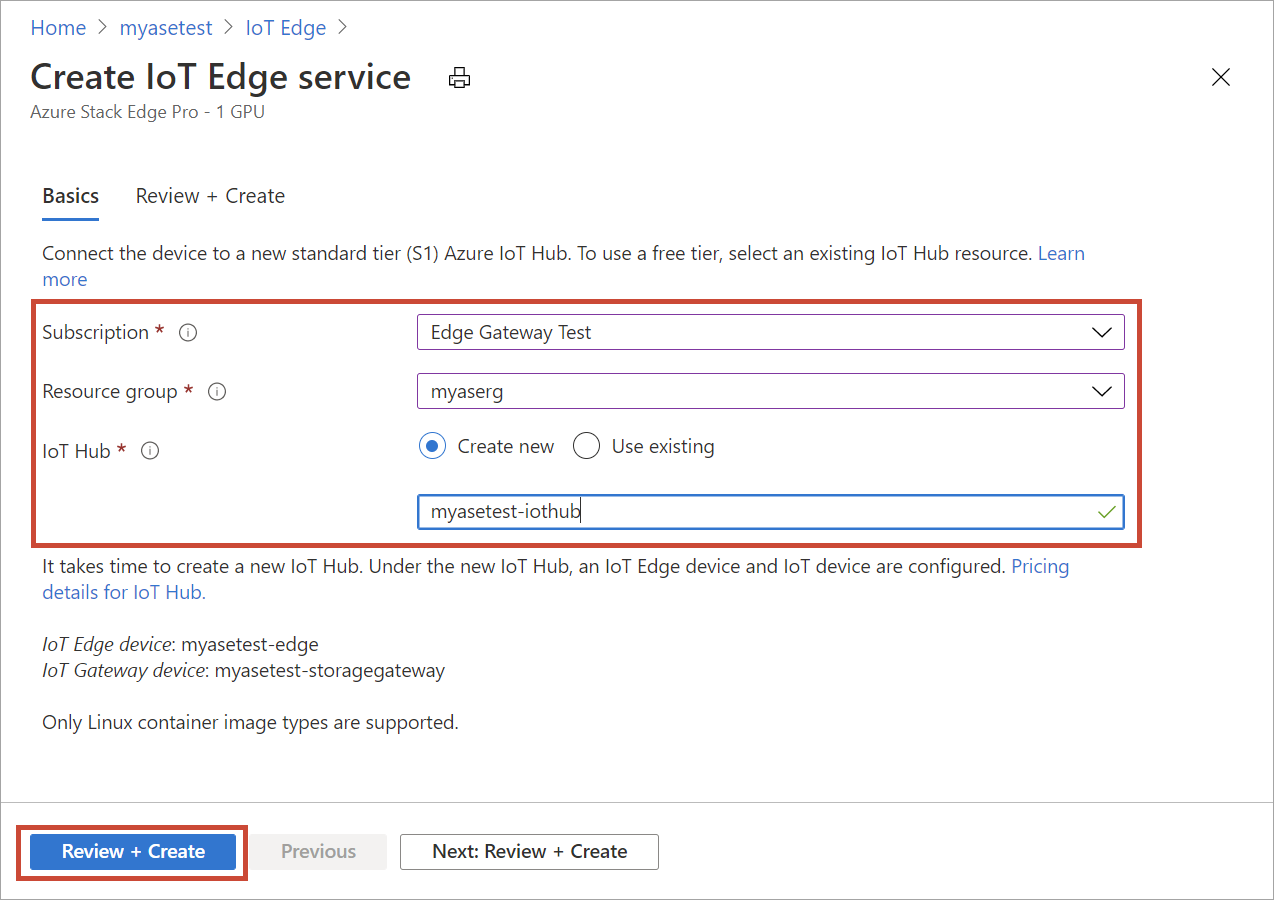 Home > myasetest > IoT Edge >
Create IoT Edge service
Azure Stack Edge Pro - 1 GPU
Basics Review + Create
Connect the device to a new standard tier (S1) Azure IoT Hub. To use a free tier, select an existing IoT Hub resource. Learn
more
Subscription * Edge Gateway Test
Resource group * myaserg
IoT Hub * Create new Use existing
myasetest-iothub
It takes time to create a new IoT Hub. Under the new IoT Hub, an IoT Edge device and IoT device are configured. Pricing
details for IoT Hub.
IoT Edge device: myasetest-edge
IoT Gateway device: myasetest-storagegateway
Only Linux container image types are supported.
Review + Create Previous Next: Review + Create